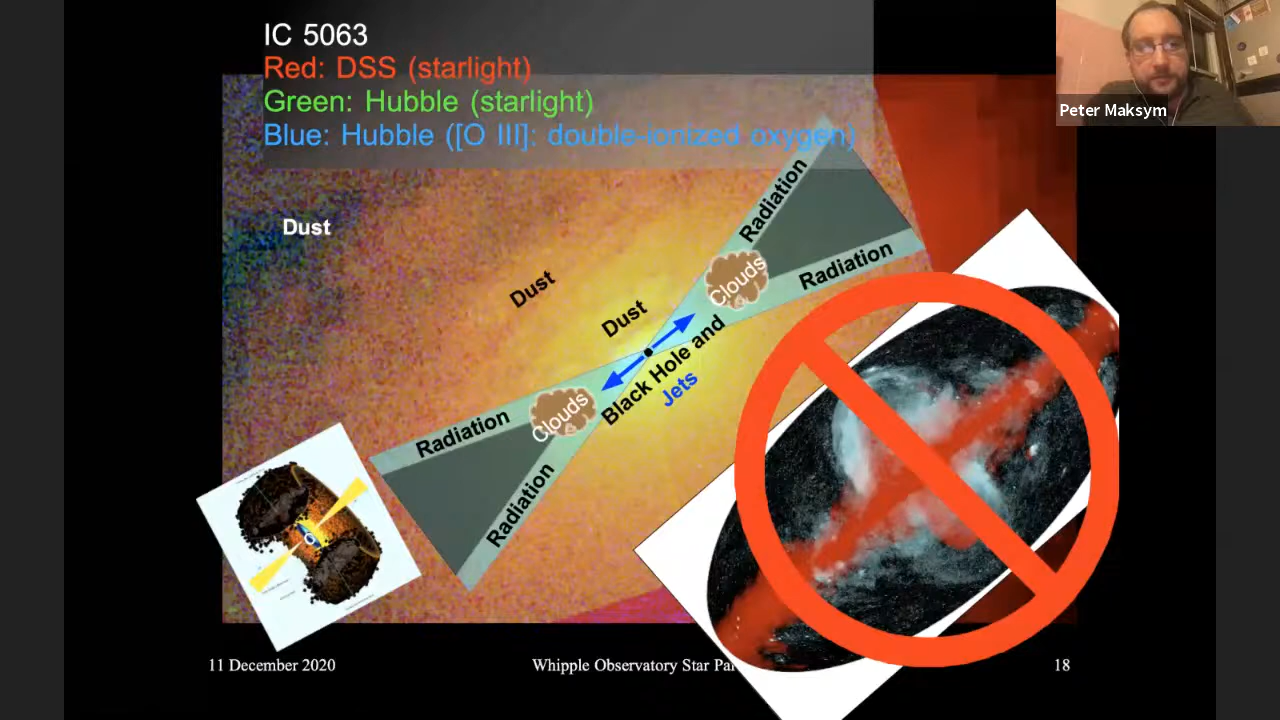 IC 5063
Red: DSS (starlight)
Green: Hubble (starlight)
Blue: Hubble ([O III]: double-ionized oxygen)
Peter Maksym
Dust
Dust
Dust
Radiation
Radiation
Clouds
Black Hole and
Jets
Clouds
Radiation
Radiation
11 December 2020
Whipple Observatory Star
18